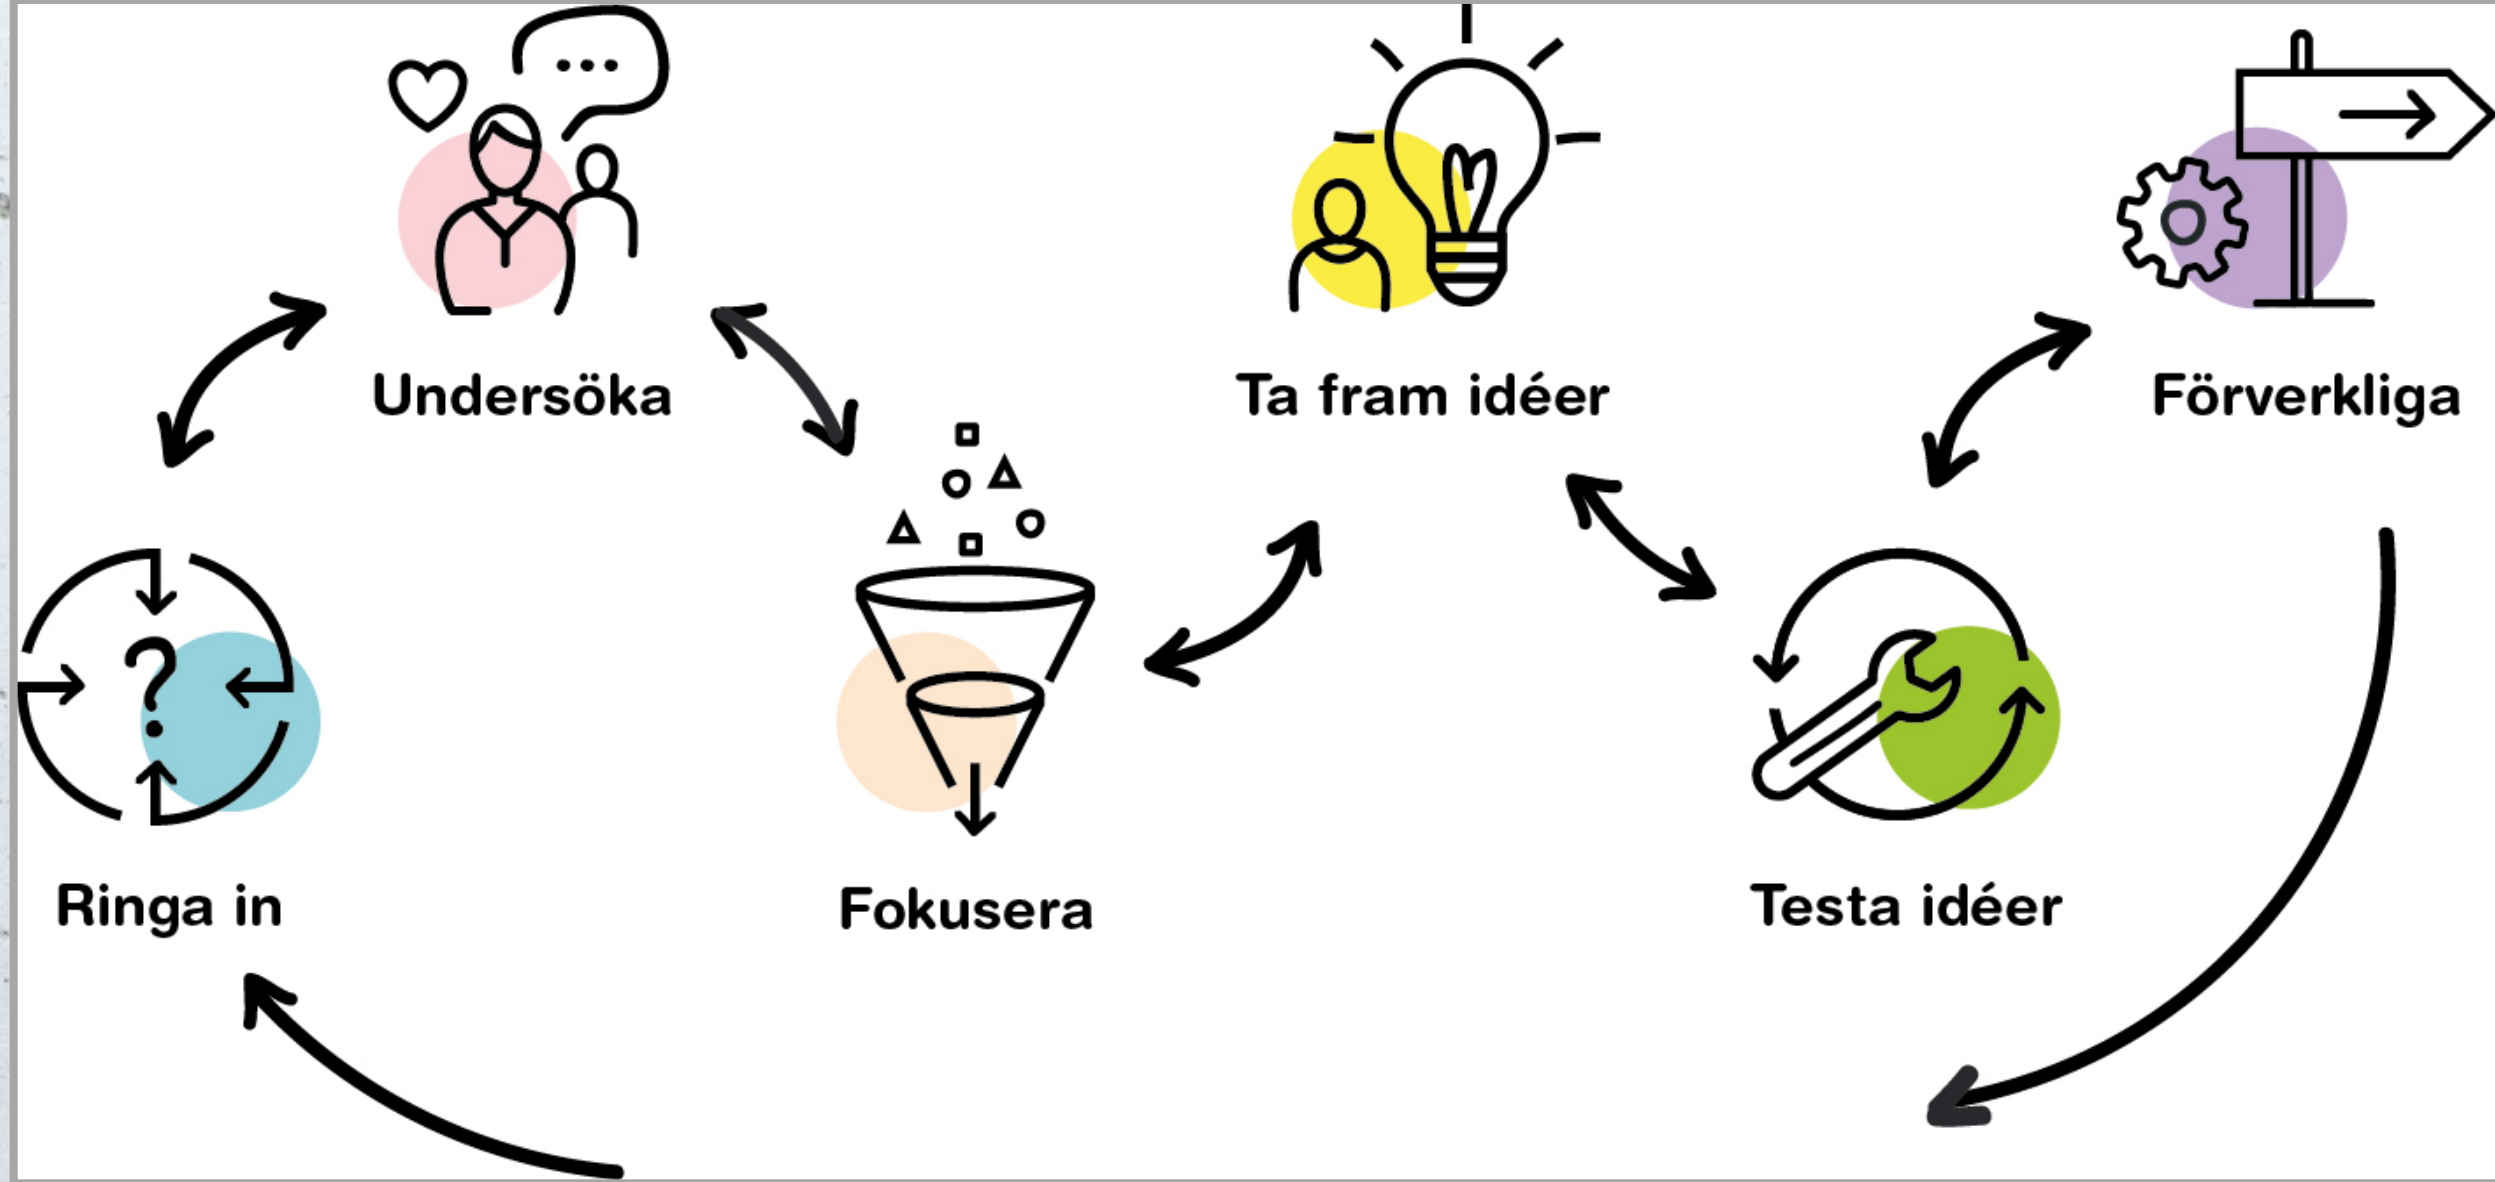 Undersöka
Ta fram idéer
Förverkliga
Ringa in
Fokusera
Testa idéer